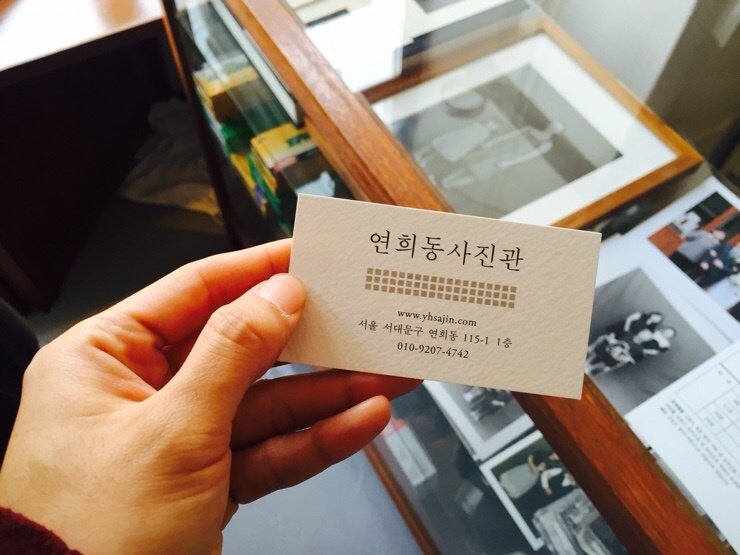 연희동사진관
www.yhsajin.com
서울 서대문구 연희동 115-1 1층
010-9207-4742